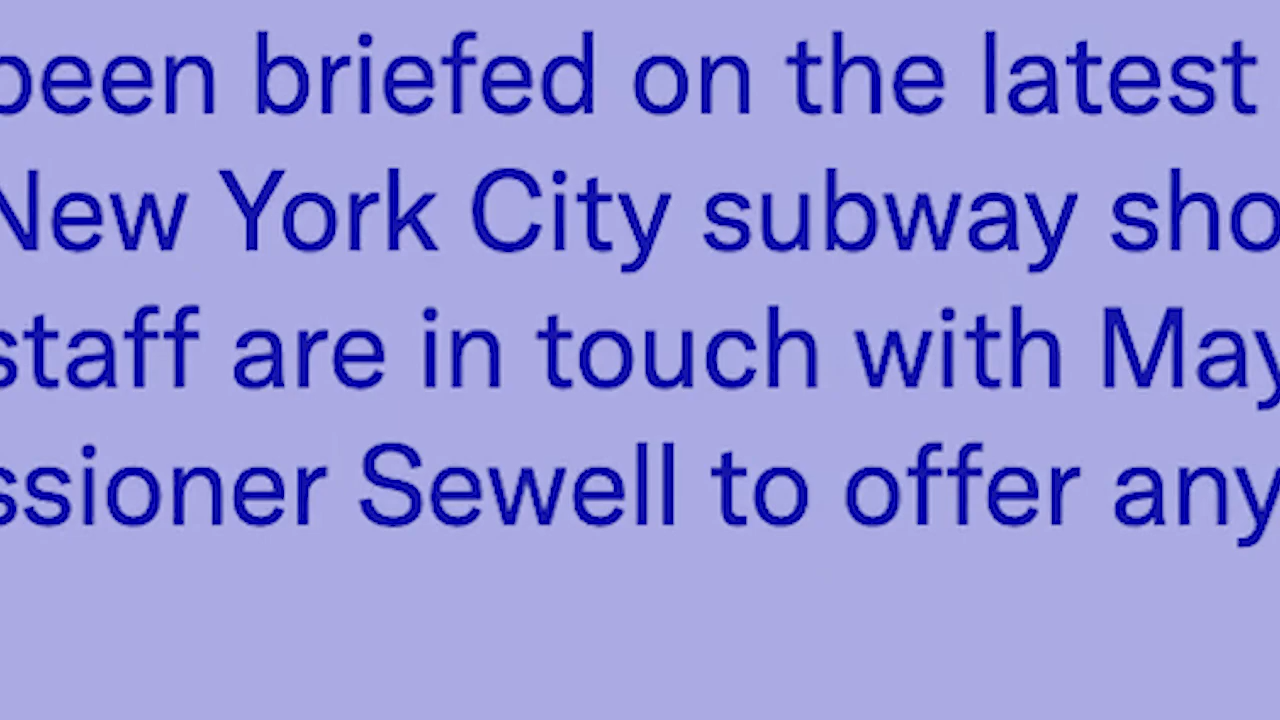 been briefed on the latest
New York City subway sho
staff are in touch with May
ssioner Sewell to offer any